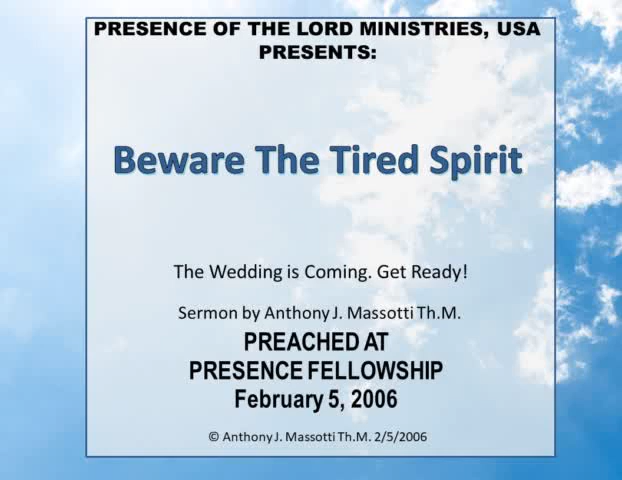 PRESENCE OF THE LORD MINISTRIES, USA
PRESENTS:
Beware The Tired Spirit
The Wedding is Coming. Get Ready!
Sermon by Anthony J. Massotti Th.M.
PREACHED AT
PRESENCE FELLOWSHIP
February 5, 2006
© Anthony J. Massotti Th.M. 2/5/2006